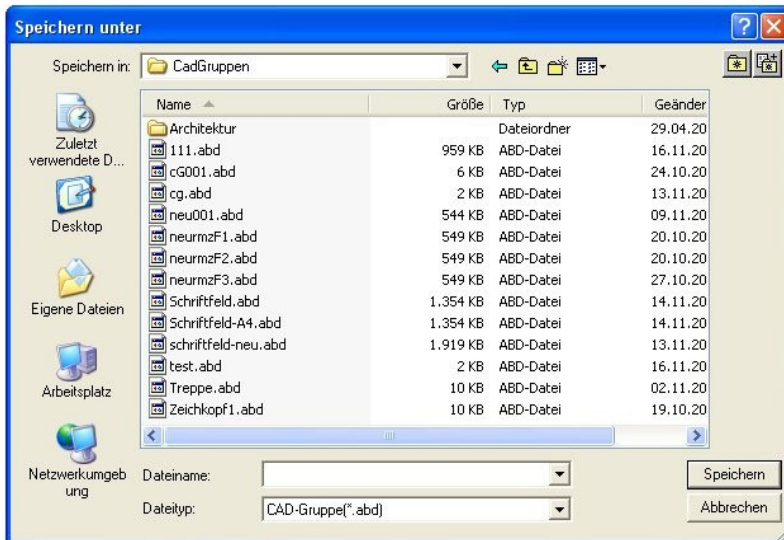 Speichern unter
Speichern in: CadGruppen
Zuletzt
verwendete D...
Desktop
Eigene Dateien
Arbeitsplatz
Netzwerkumgeb
ung
Name Größe Typ Geänder
Architektur Dateiordner 29.04.20
111.abd 959 KB ABD-Datei 16.11.20
cG001.abd 6 KB ABD-Datei 24.10.20
cg.abd 2 KB ABD-Datei 13.11.20
neu001.abd 544 KB ABD-Datei 09.11.20
neurmzF1.abd 549 KB ABD-Datei 20.10.20
neurmzF2.abd 549 KB ABD-Datei 20.10.20
neurmzF3.abd 549 KB ABD-Datei 27.10.20
Schriftfeld.abd 1.354 KB ABD-Datei 14.11.20
Schriftfeld-A4.abd 1.354 KB ABD-Datei 14.11.20
schriftfeld-neu.abd 1.919 KB ABD-Datei 13.11.20
test.abd 2 KB ABD-Datei 16.11.20
Treppe.abd 10 KB ABD-Datei 02.11.20
Zeichkopf1.abd 10 KB ABD-Datei 19.10.20
Dateiname: Speichern
Dateityp: CAD-Gruppe(*.abd) Abbrechen